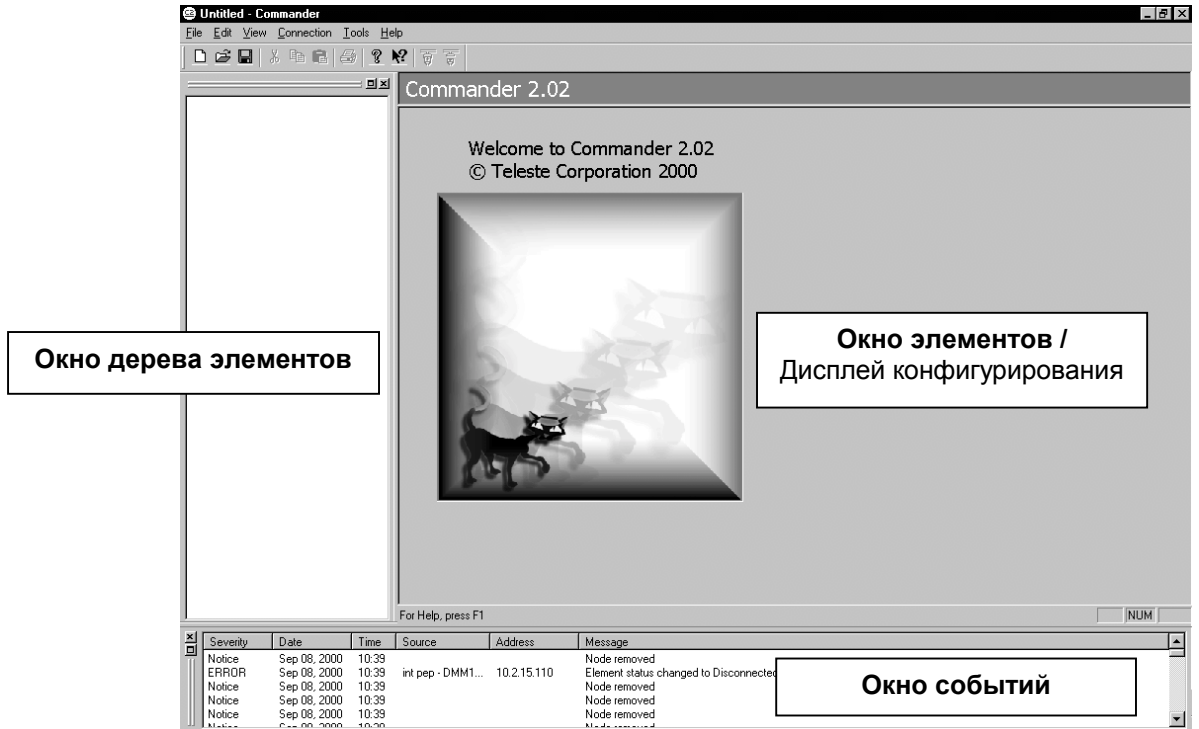 Untitled - Commander
File Edit View Connection Tools Help
Commander 2.02
Welcome to Commander 2.02
© Teleste Corporation 2000
Окно дерева элементов
Окно элементов /
Дисплей конфигурирования
For Help, press F1
NUM
Severity Date Time Source Address Message
Notice Sep 08, 2000 10:39 Node removed
ERROR Sep 08, 2000 10:39 int pep - DMM1... 10.2.15.110 Element status changed to Disconnected
Notice Sep 08, 2000 10:39 Node removed
Notice Sep 08, 2000 10:39 Node removed
Notice Sep 08, 2000 10:39 Node removed
Окно событий